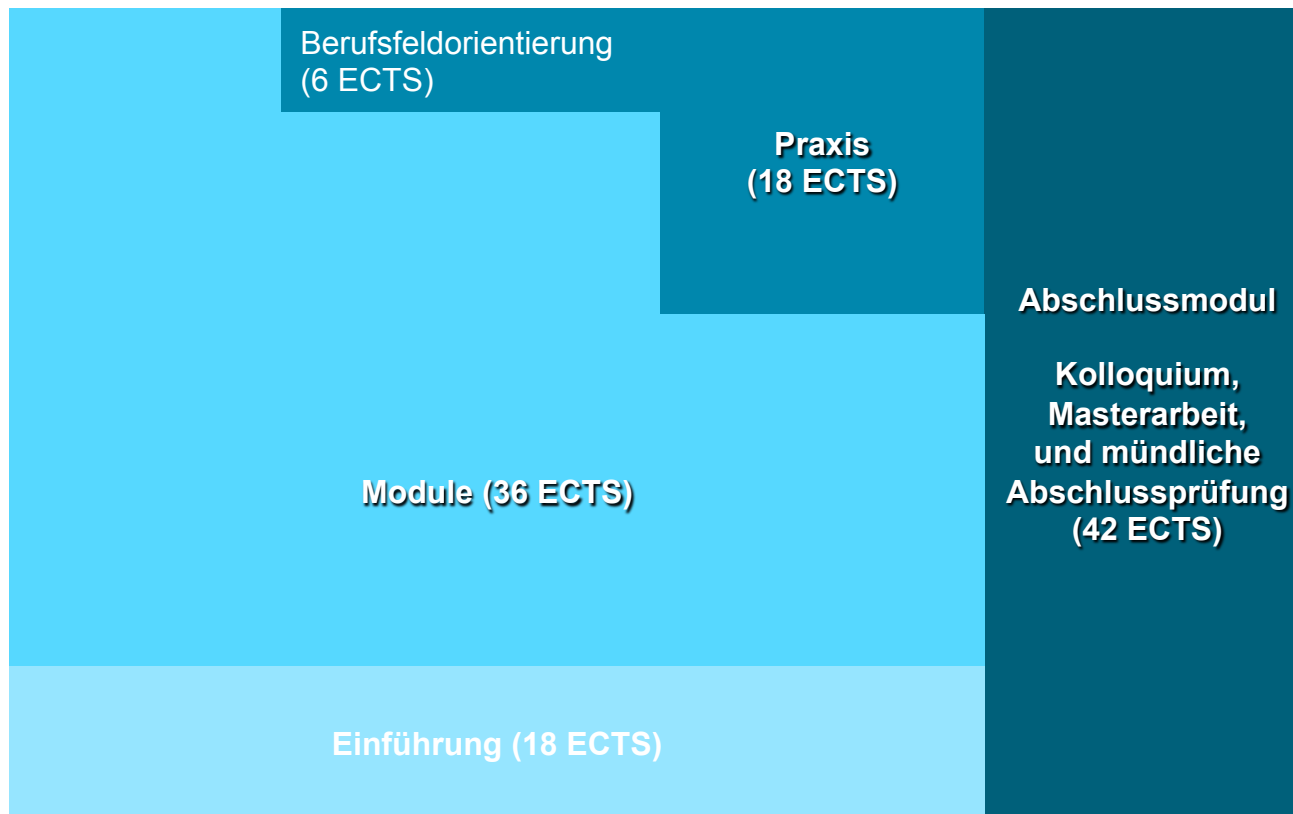 Berufsfeldorientierung
(6 ECTS)
Praxis
(18 ECTS)
Abschlussmodul
Kolloquium,
Masterarbeit,
und mündliche
Abschlussprüfung
(42 ECTS)
Module (36 ECTS)
Einführung (18 ECTS)